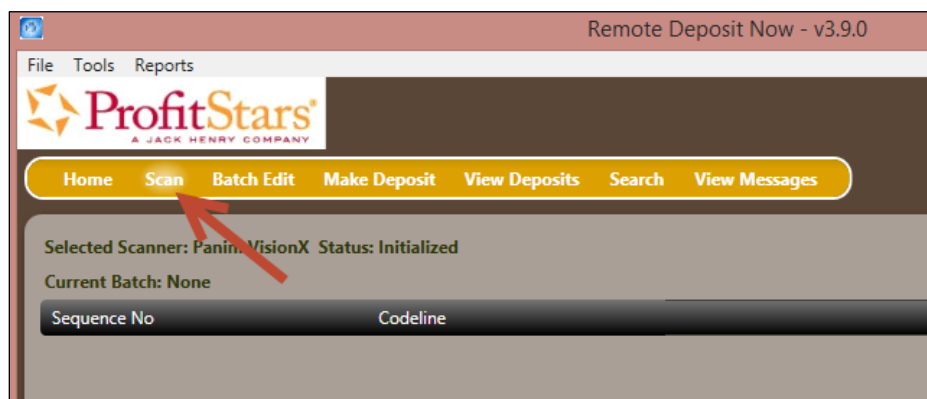 Remote Deposit Now - v3.9.0
File Tools Reports
ProfitStars®
A JACK HENRY COMPANY
Home Scan Batch Edit Make Deposit View Deposits Search View Messages
Selected Scanner: Panini VisionX Status: Initialized
Current Batch: None
Sequence No Codeline